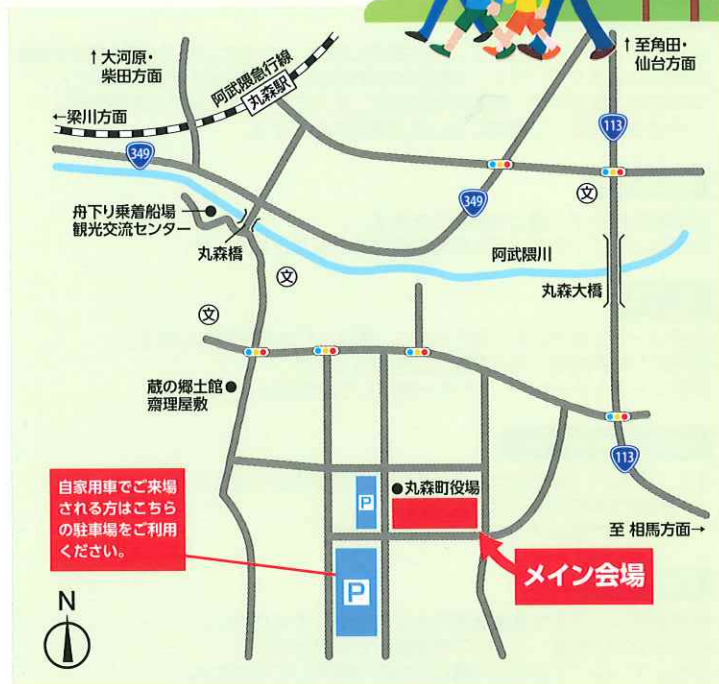 ↑大河原・
柴田方面
阿武隈急行線
丸森駅
←梁川方面
349
↑至角田・
仙台方面
113
349
文
舟下り乗着船場
観光交流センター
丸森橋
阿武隈川
丸森大橋
文
文
蔵の郷土館
齋理屋敷
113
自家用車でご来場
される方はこちら
の駐車場をご利用
ください。
P
●丸森町役場
至 相馬方面→
メイン会場
P
N